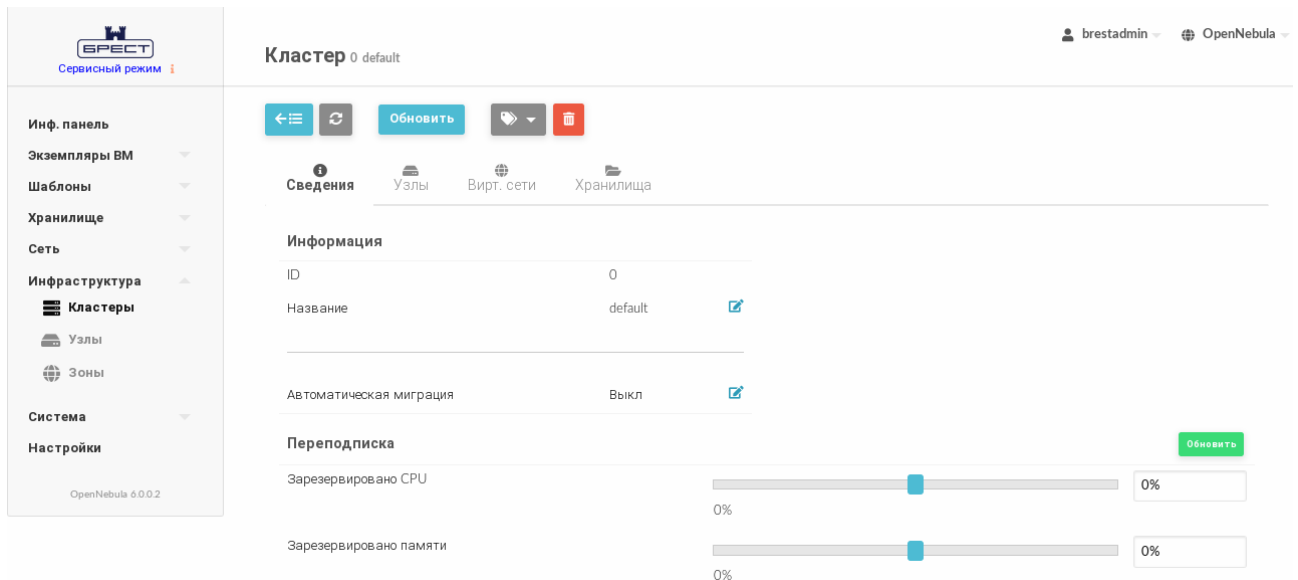 БРЕСТ
Сервисный режим
brestadmin
OpenNebula
Кластер 0 default
Обновить
Инф. панель
Экземпляры ВМ
Шаблоны
Хранилище
Сеть
Инфраструктура
Кластеры
Узлы
Зоны
Система
Настройки
OpenNebula 6.0.0.2
Сведения
Узлы
Вирт. сети
Хранилища
Информация
ID 0
Название default
Автоматическая миграция Выкл
Переподписка Обновить
Зарезервировано CPU 0%
0%
Зарезервировано памяти 0%
0%